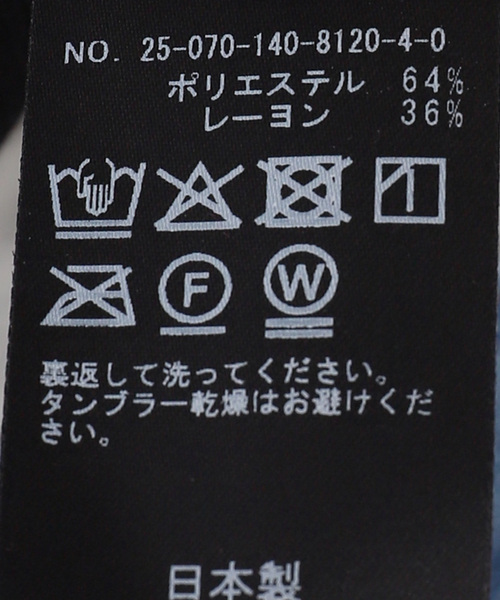 NO. 25-070-140-8120-4-0
ポリエステル 64%
レーヨン 36%
F W
裏返して洗ってください。
タンブラー乾燥はお避けくだ
さい。
日本製